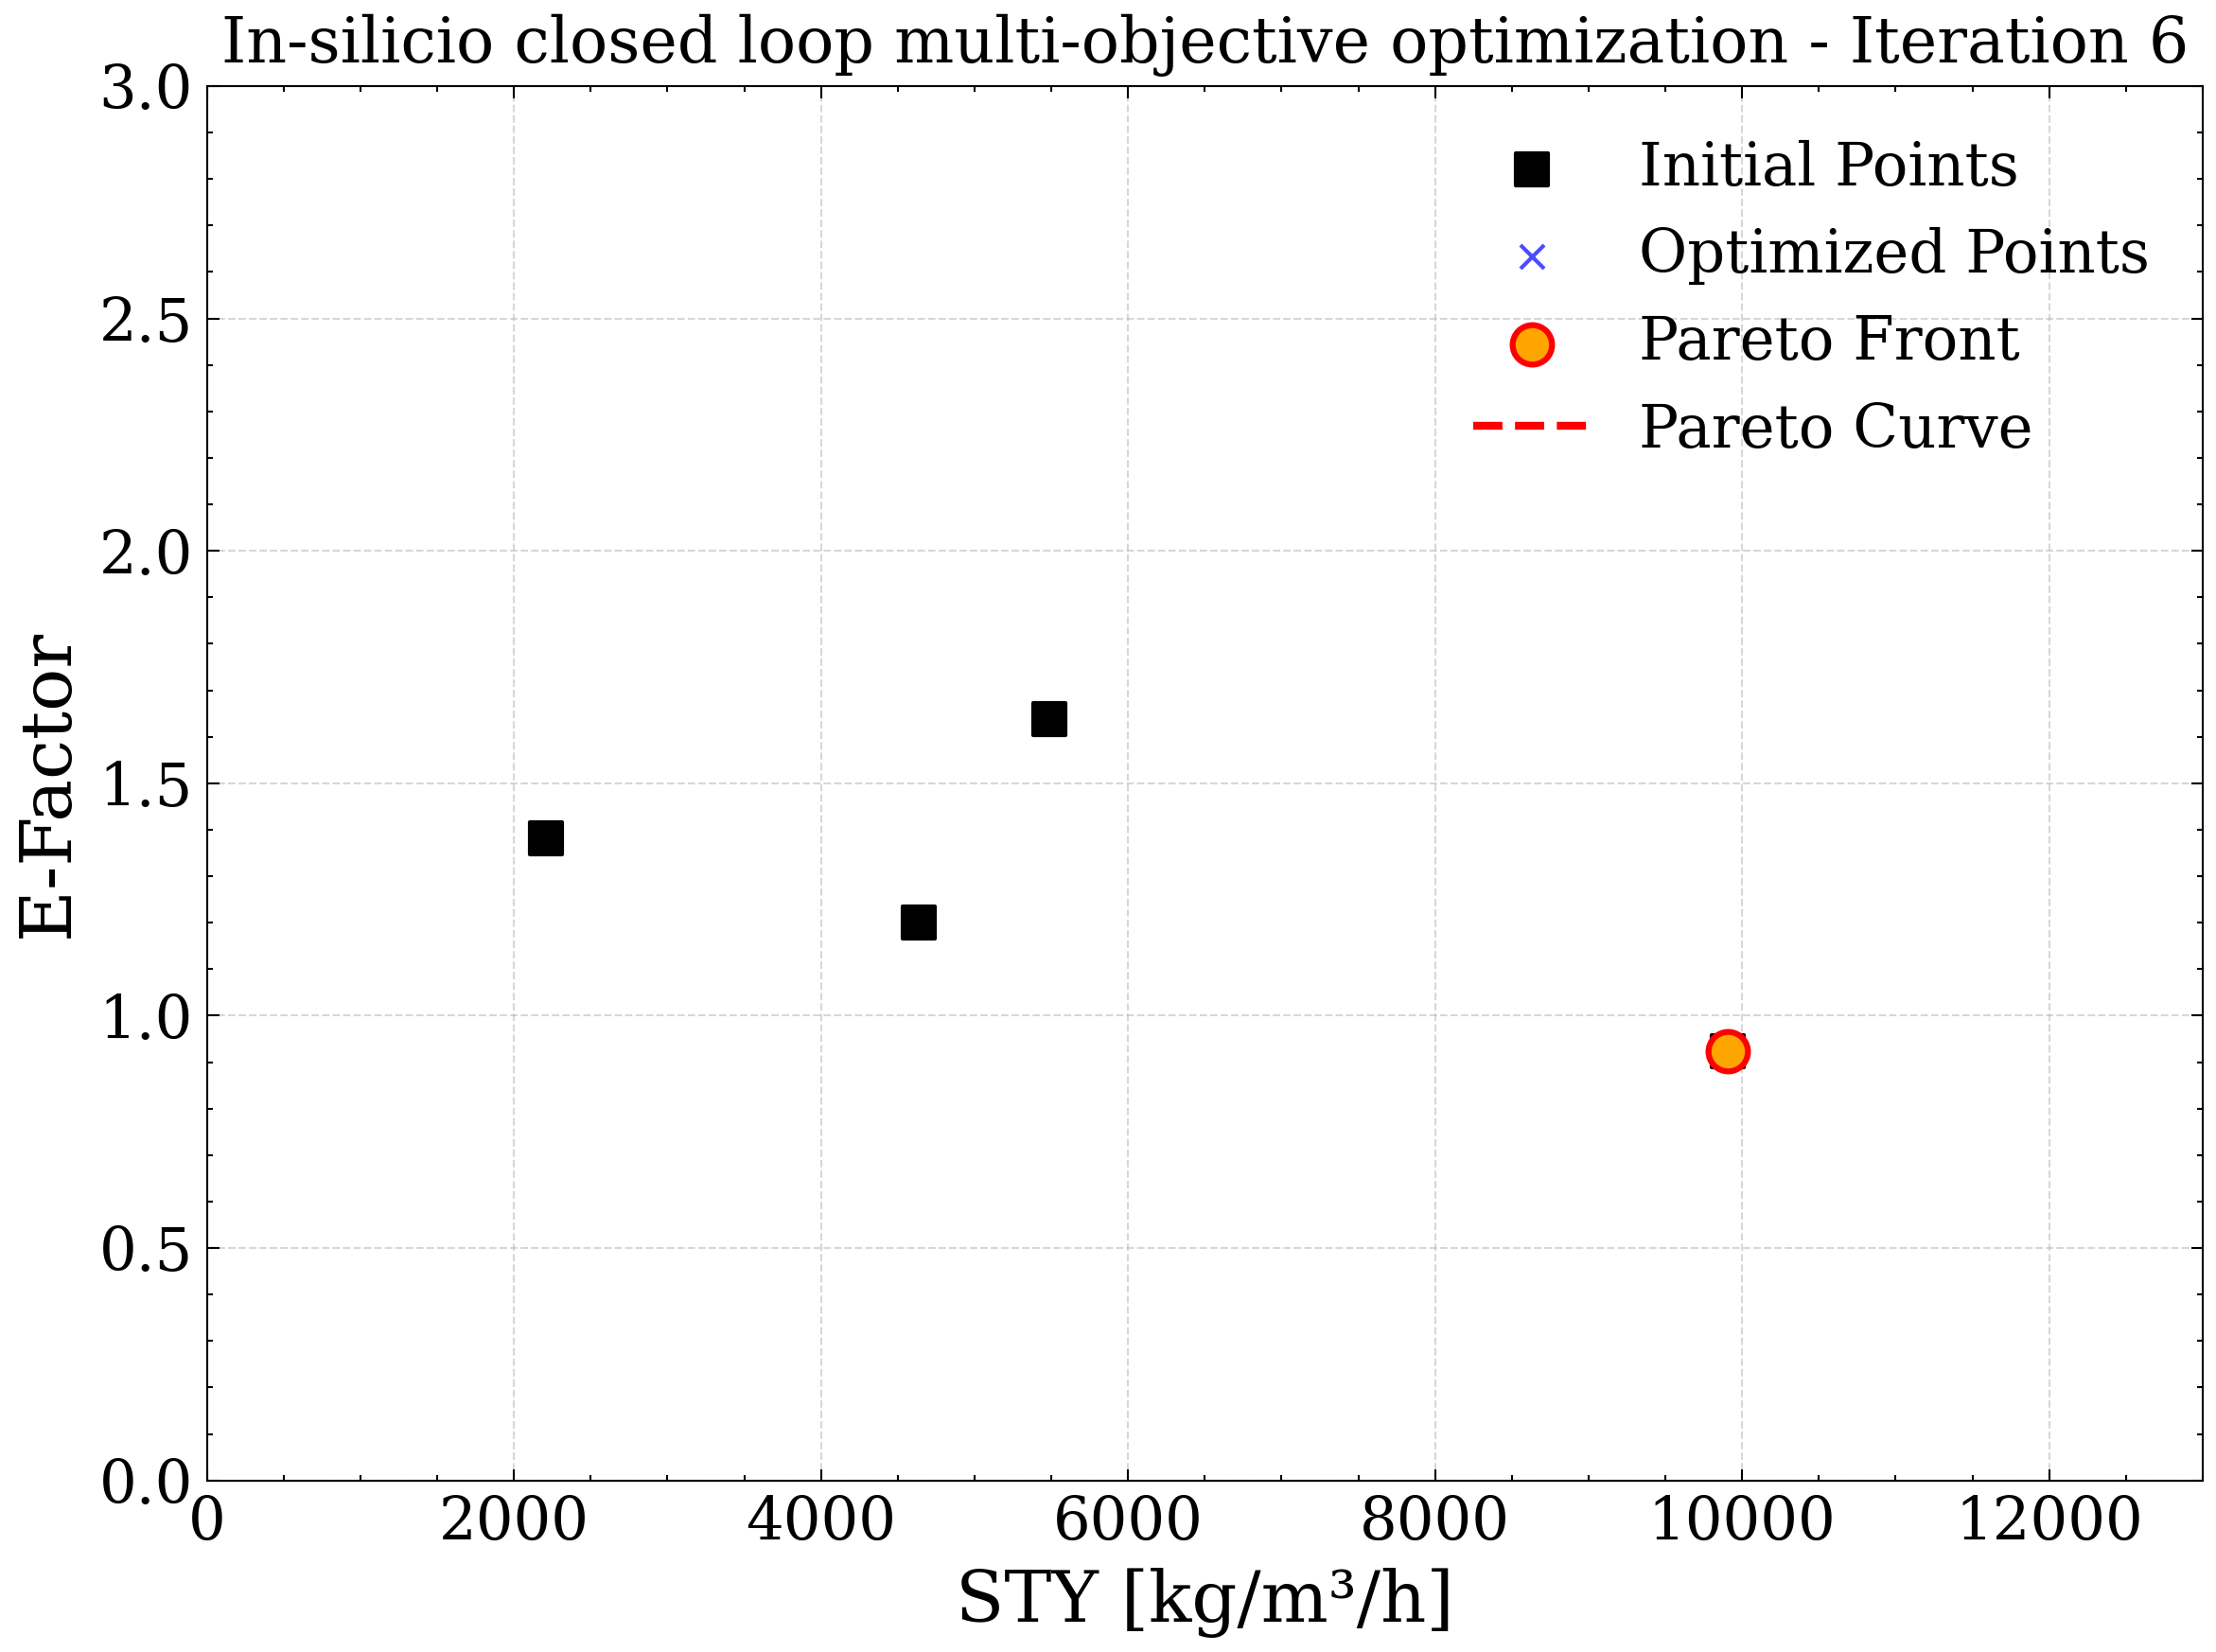 In-silicio closed loop multi-objective optimization - Iteration 6
3.0
2.5
2.0
1.5
1.0
0.5
0.0
E-Factor
Initial Points
Optimized Points
Pareto Front
Pareto Curve
0 2000 4000 6000 8000 10000 12000
STY [kg/m³/h]